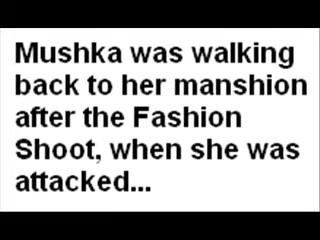 Mushka was walking
back to her manshion
after the Fashion
Shoot, when she was
attacked...